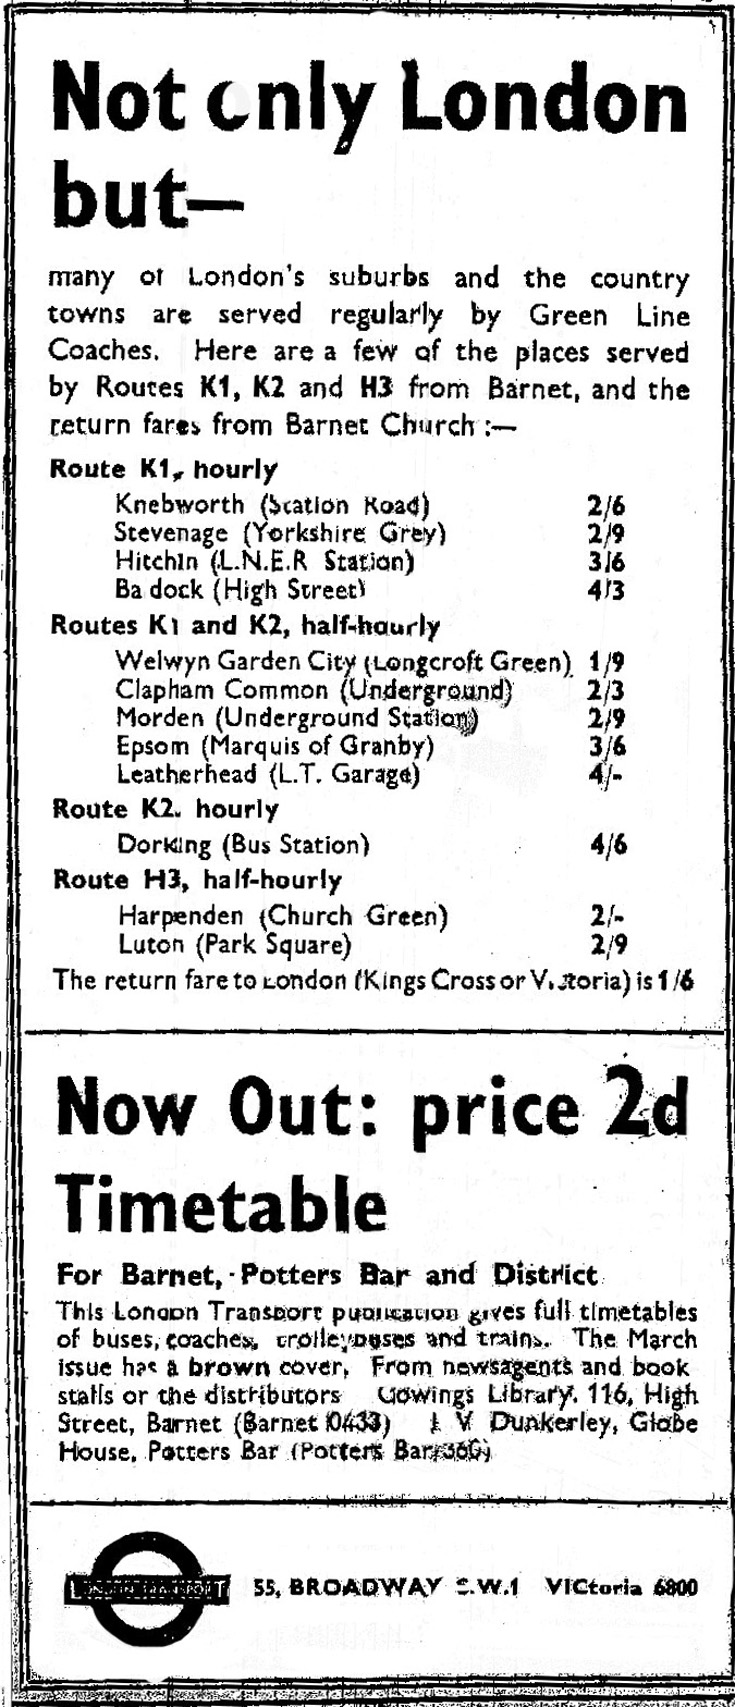 Not only London
but—
many of London's suburbs and the country
towns are served regularly by Green Line
Coaches. Here are a few of the places served
by Routes K1, K2 and H3 from Barnet, and the
return fares from Barnet Church :—
Route K1, hourly
Knebworth (Station Road) 2/6
Stevenage (Yorkshire Grey) 2/9
Hitchin (L.N.E.R Station) 3/6
Baldock (High Street) 4/3
Routes K1 and K2, half-hourly
Welwyn Garden City (Longcroft Green) 1/9
Clapham Common (Underground) 2/3
Morden (Underground Station) 2/9
Epsom (Marquis of Granby) 3/6
Leatherhead (L.T. Garage) 4/-
Route K2. hourly
Dorking (Bus Station) 4/6
Route H3, half-hourly
Harpenden (Church Green) 2/-
Luton (Park Square) 2/9
The return fare to London (Kings Cross or Victoria) is 1/6
Now Out: price 2d
Timetable
For Barnet, Potters Bar and District
This London Transport publication gives full timetables
of buses, coaches, trolleybuses and trains. The March
issue has a brown cover. From newsagents and book
stalls or the distributors Gowings Library. 116, High
Street, Barnet (Barnet 0433) J. V Dunkerley, Globe
House, Potters Bar (Potters Bar
LONDON TRANSPORT 55, BROADWAY S.W.1 VICtoria 6800